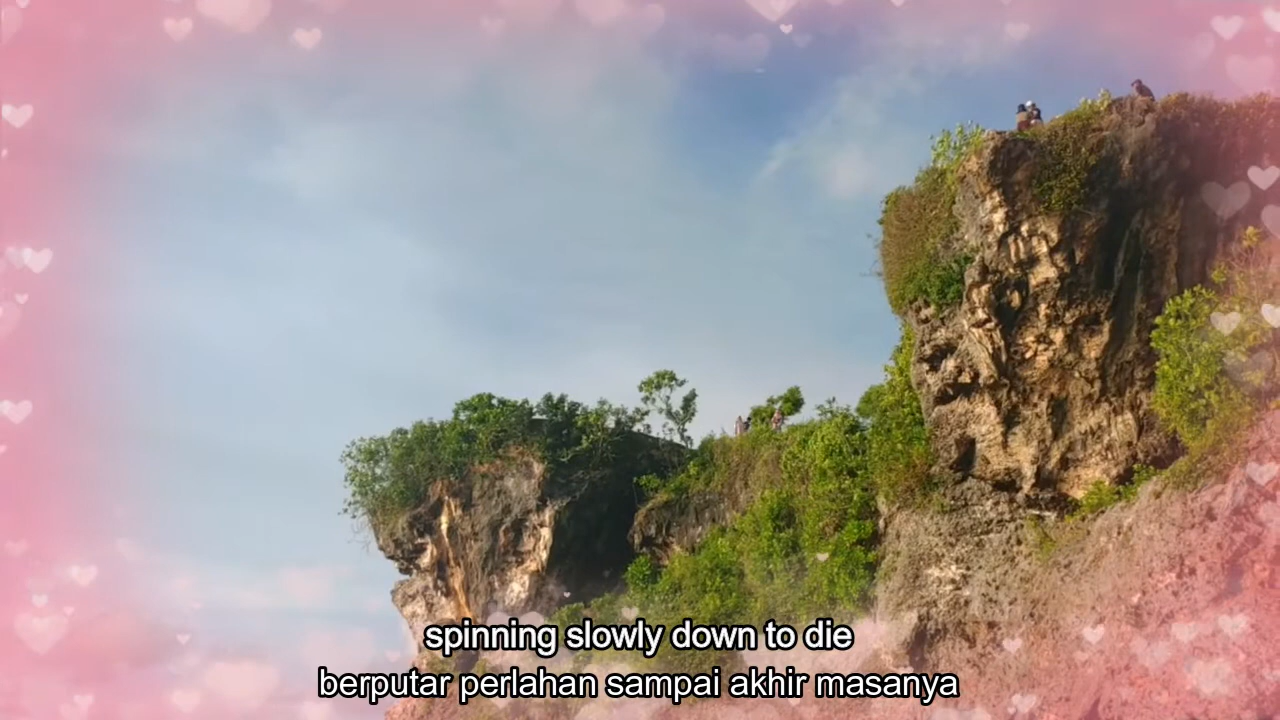 spinning slowly down to die
berputar perlahan sampai akhir masanya